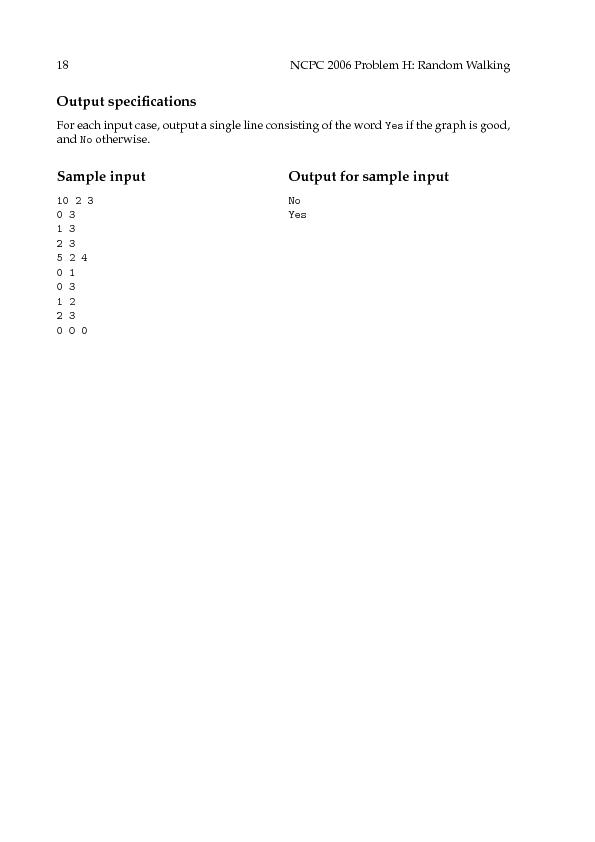 18 NCPC 2006 Problem H: Random Walking
Output specifications
For each input case, output a single line consisting of the word Yes if the graph is good,
and No otherwise.
Sample input
10 2 3
0 3
1 3
2 3
5 2 4
0 1
0 3
1 2
2 3
0 0 0
Output for sample input
No
Yes